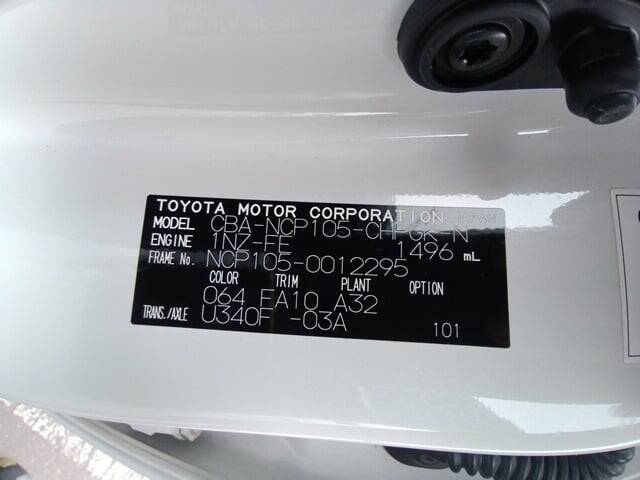 TOYOTA MOTOR CORPORATION JAPAN
MODEL CBA-NCP105-CHPGK-N
ENGINE 1NZ-FE 1496 mL
FRAME No. NCP105-0012295
COLOR TRIM PLANT OPTION
064 FA10 A32
TRANS./AXLE U340F -03A
101